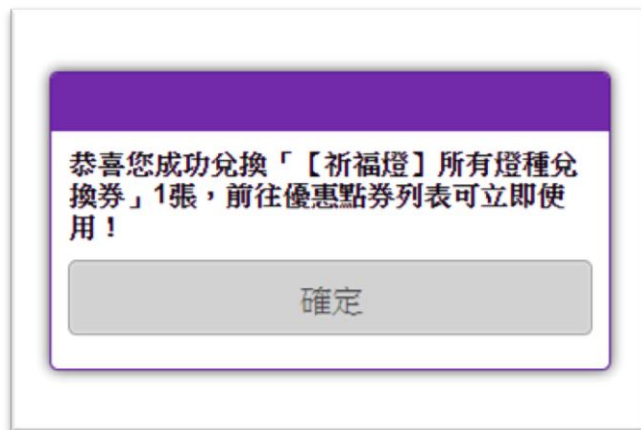 恭喜您成功兌換「【祈福燈】所有燈種兌
換券」1張，前往優惠點券列表可立即使
用！
確定